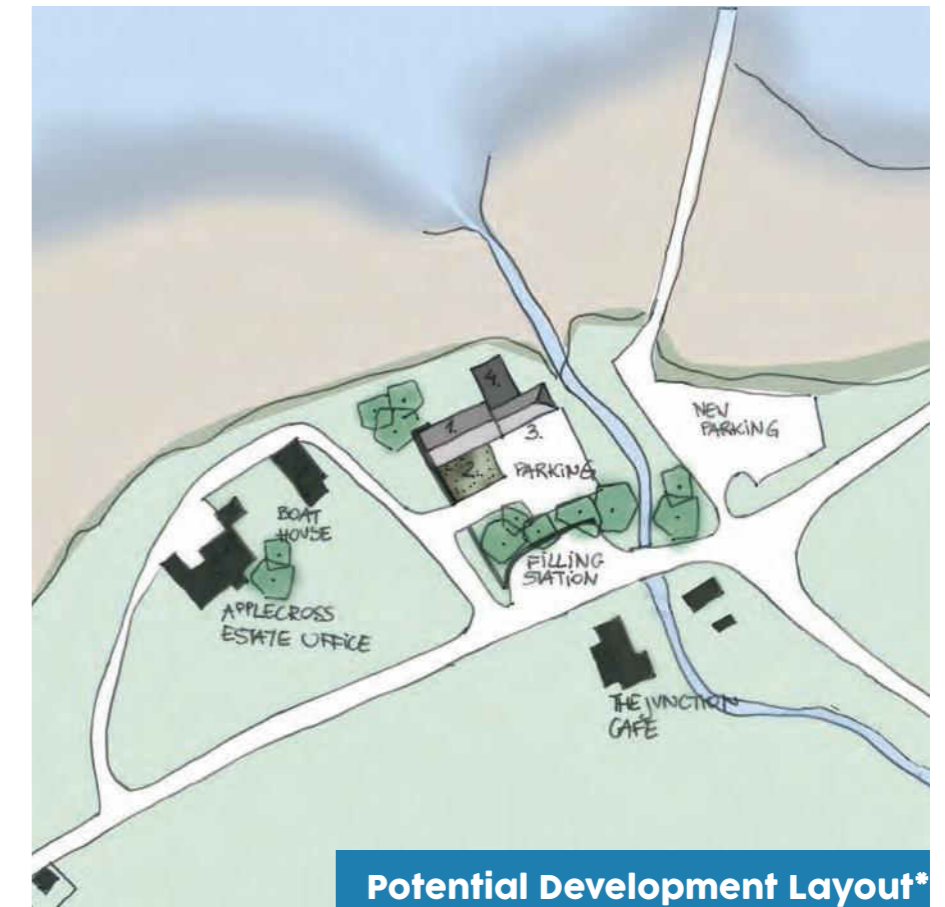 4.
1.
3.
2.
PARKING
NEW
PARKING
BOAT
HOUSE
FILLING
STATION
APPLECROSS
ESTATE OFFICE
THE JUNCTION
CAFE
Potential Development Layout*